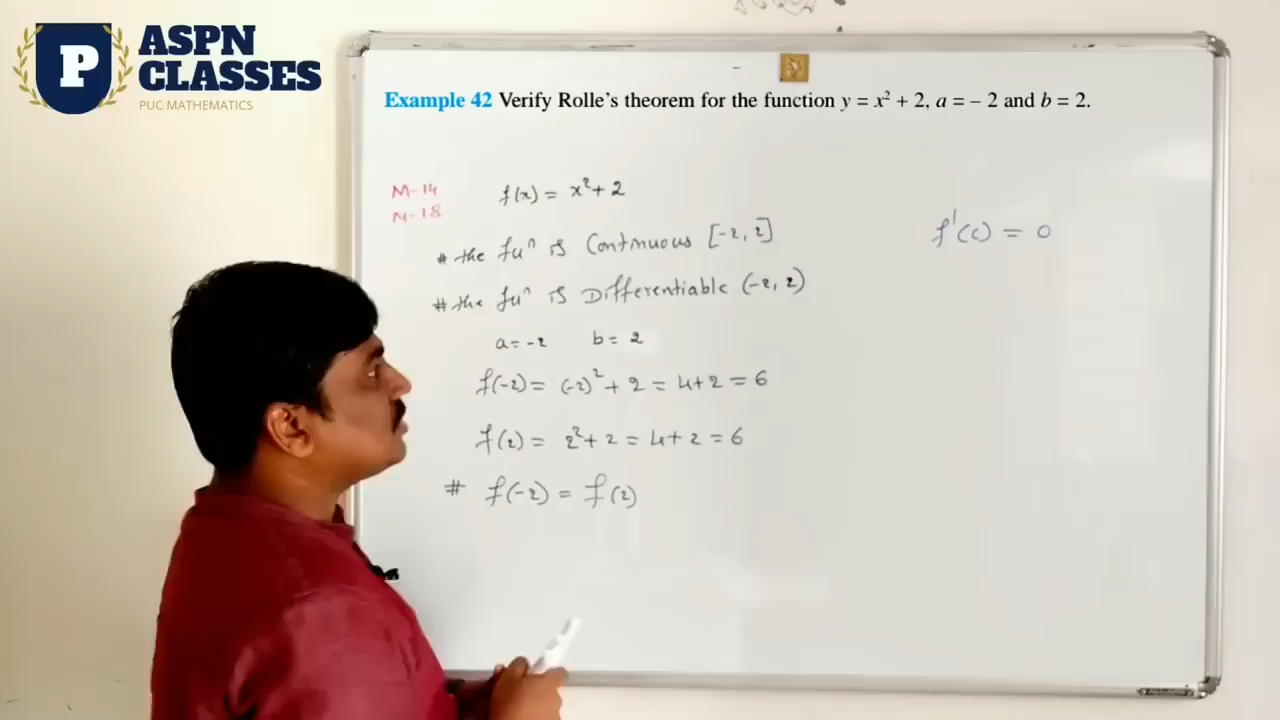 P
ASPN
CLASSES
PUC MATHEMATICS
Example 42 Verify Rolle's theorem for the function y = x² + 2, a = – 2 and b = 2.
M-14
M-18
f(x) = x² + 2
# the fuⁿ is Continuous [-2, 2]
# the fuⁿ is Differentiable (-2, 2)
a = -2 b = 2
f(-2) = (-2)² + 2 = 4 + 2 = 6
f(2) = 2² + 2 = 4 + 2 = 6
# f(-2) = f(2)
f'(c) = 0